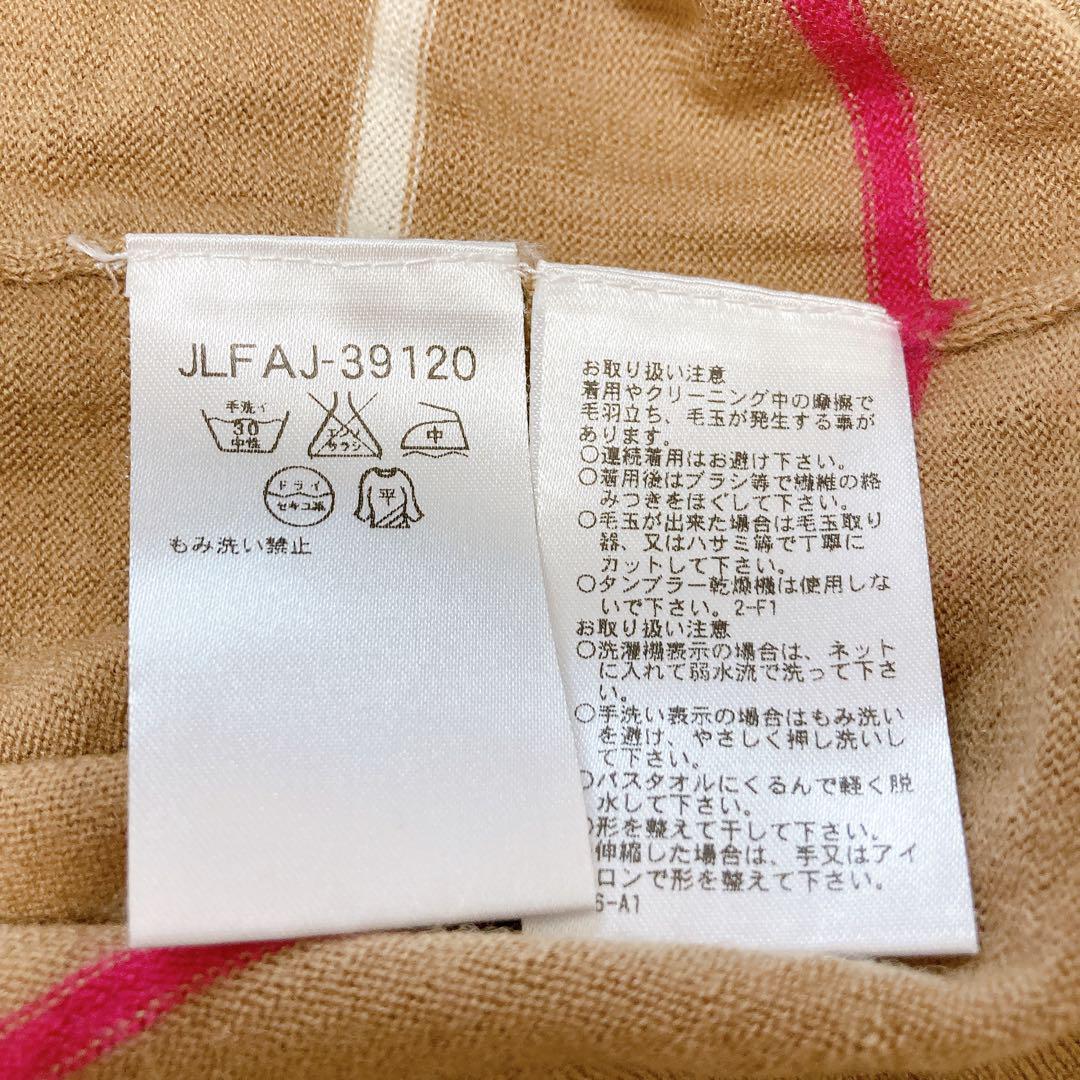 JLFAJ-39120
手洗イ
30
中性
エンソ
サラシ
中
ドライ
セキユ系
平
もみ洗い禁止
お取り扱い注意
着用やクリーニング中の摩擦で
毛羽立ち、毛玉が発生する事が
あります。
○連続着用はお避け下さい。
○着用後はブラシ等で繊維の絡
みつきをほぐして下さい。
○毛玉が出来た場合は毛玉取り
器、又はハサミ等で丁寧に
カットして下さい。
○タンブラー乾燥機は使用しな
いで下さい。2-F1
お取り扱い注意
○洗濯機表示の場合は、ネット
に入れて弱水流で洗って下さ
い。
○手洗い表示の場合はもみ洗い
を避け、やさしく押し洗いし
て下さい。
○バスタオルにくるんで軽く脱
水して下さい。
○形を整えて干して下さい。
伸縮した場合は、手又はアイ
ロンで形を整えて下さい。
6-A1